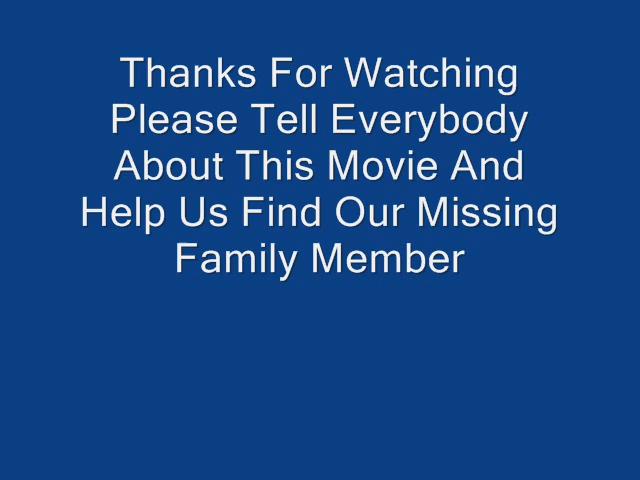 Thanks For Watching
Please Tell Everybody
About This Movie And
Help Us Find Our Missing
Family Member